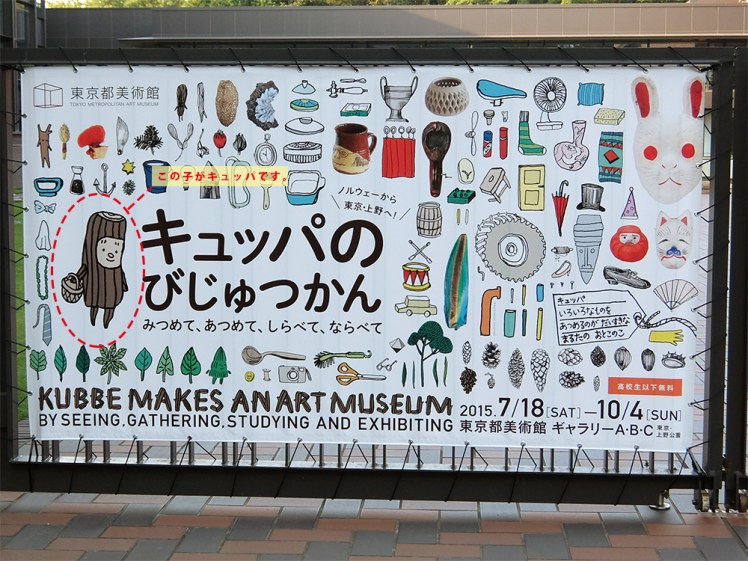 東京都美術館
TOKYO METROPOLITAN ART MUSEUM
この子がキュッパです。
ノルウェーから
東京・上野へ!
キュッパの
びじゅつかん
みつめて、あつめて、しらべて、ならべて
キュッパ
いろいろなものを
あつめるのが だいすきな
まるたの おとこのこ
高校生以下無料
KUBBE MAKES AN ART MUSEUM
BY SEEING, GATHERING, STUDYING AND EXHIBITING
2015.7/18[SAT]—10/4[SUN]
東京都美術館 ギャラリーA・B・C
東京・
上野公園